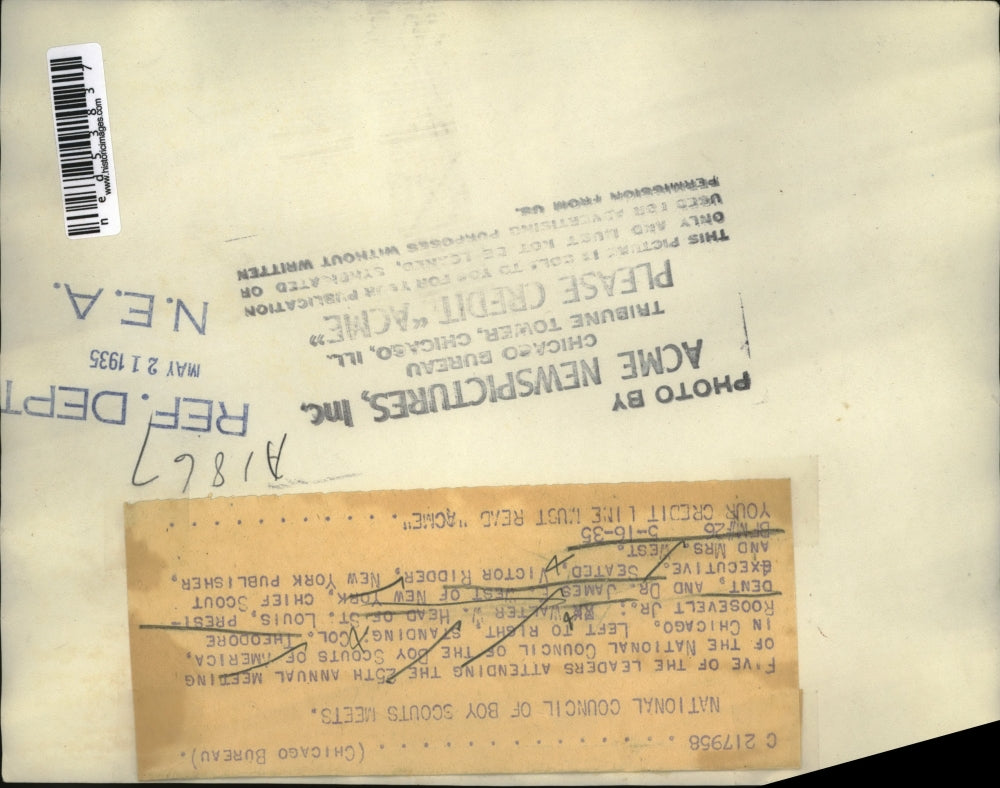 C 217958 . . . . . . . . . . . . . . . . (CHICAGO BUREAU).
NATIONAL COUNCIL OF BOY SCOUTS MEETS.
FIVE OF THE LEADERS ATTENDING THE 25TH ANNUAL MEETING
OF THE NATIONAL COUNCIL OF THE BOY SCOUTS OF AMERICA,
IN CHICAGO. LEFT TO RIGHT, STANDING, COL. THEODORE
ROOSEVELT JR.; WALTER W. HEAD OF ST. LOUIS, PRESI-
DENT, AND DR. JAMES E. WEST OF NEW YORK, CHIEF SCOUT
EXECUTIVE. SEATED, VICTOR RIDDER, NEW YORK PUBLISHER,
AND MRS. WEST.
5-16-35
YOUR CREDIT LINE MUST READ "ACME" . . . . . . . . . . .
A1867
PHOTO BY
ACME NEWSPICTURES, Inc.
CHICAGO BUREAU
TRIBUNE TOWER, CHICAGO, ILL.
PLEASE CREDIT "ACME"
THIS PICTURE IS SOLD TO YOU FOR YOUR PUBLICATION
ONLY AND MUST NOT BE LOANED, SYNDICATED OR
USED FOR ADVERTISING PURPOSES WITHOUT WRITTEN
PERMISSION FROM US.
REF. DEPT
MAY 21 1935
N.E.A.
www.historicimages.com
ned53837